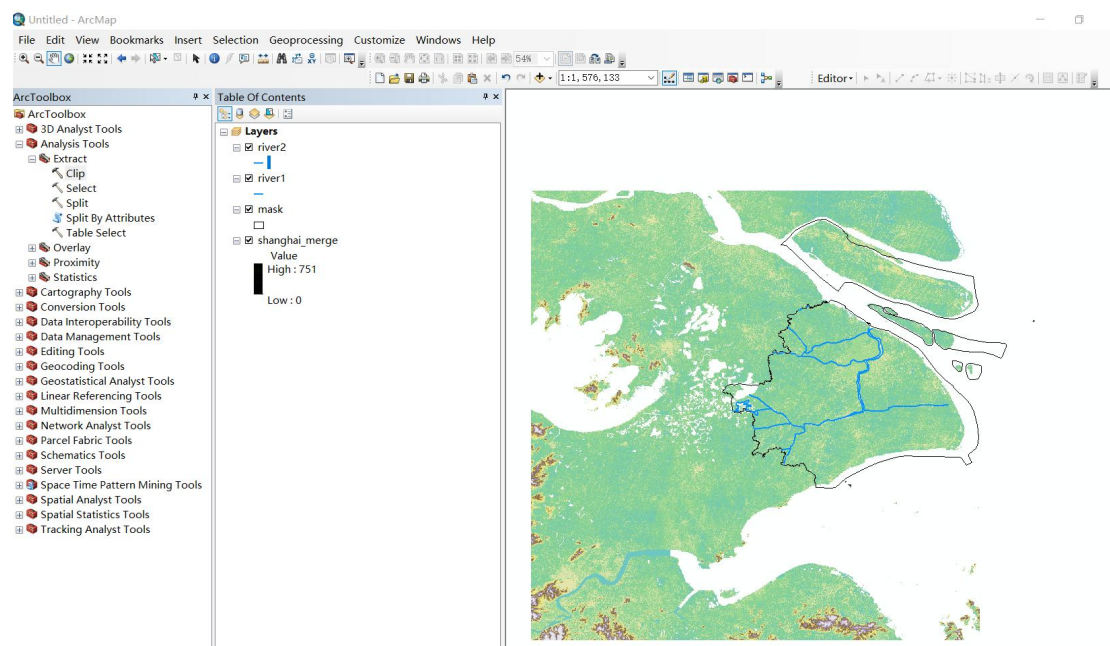 Untitled - ArcMap
File Edit View Bookmarks Insert Selection Geoprocessing Customize Windows Help
54%
1:1,576,133
Editor
ArcToolbox
ArcToolbox
3D Analyst Tools
Analysis Tools
Extract
Clip
Select
Split
Split By Attributes
Table Select
Overlay
Proximity
Statistics
Cartography Tools
Conversion Tools
Data Interoperability Tools
Data Management Tools
Editing Tools
Geocoding Tools
Geostatistical Analyst Tools
Linear Referencing Tools
Multidimension Tools
Network Analyst Tools
Parcel Fabric Tools
Schematics Tools
Server Tools
Space Time Pattern Mining Tools
Spatial Analyst Tools
Spatial Statistics Tools
Tracking Analyst Tools
Table Of Contents
Layers
river2
river1
mask
shanghai_merge
Value
High : 751
Low : 0